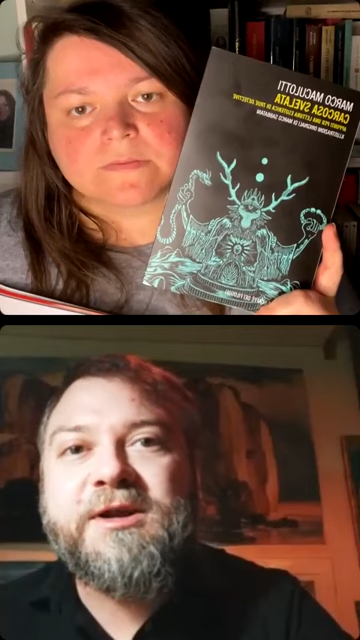 MARCO MACULOTTI
CARCOSA SVELATA
APPUNTI PER UNA LETTURA ESOTERICA DI TRUE DETECTIVE
ILLUSTRAZIONI ORIGINALI DI